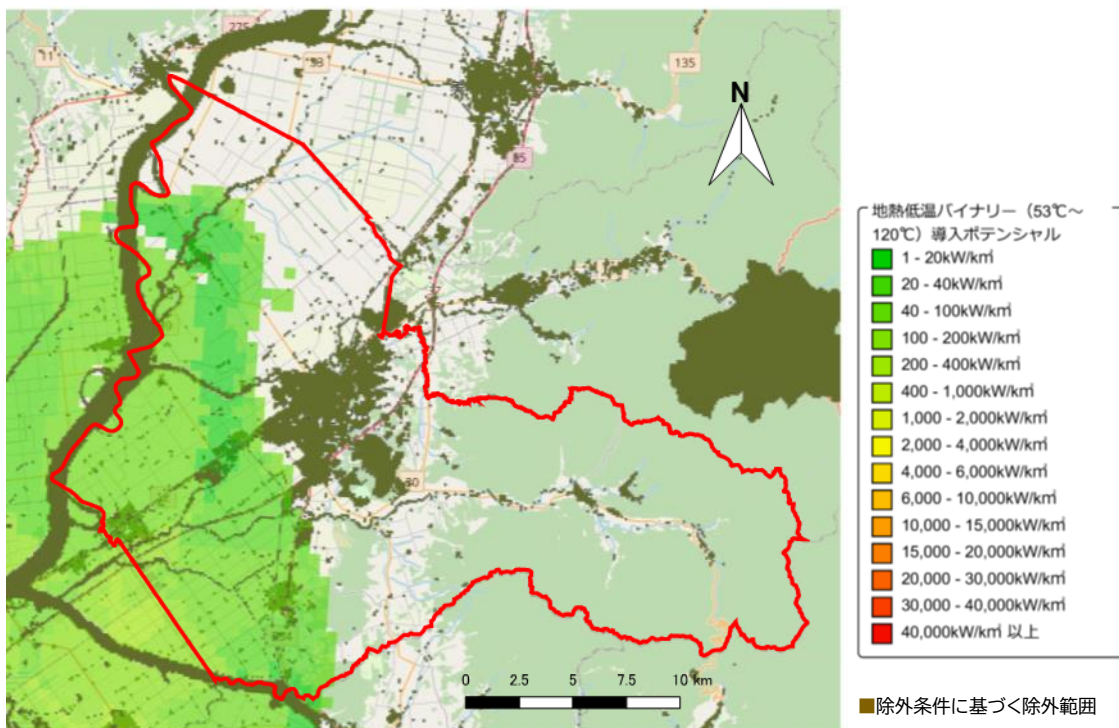 275
11
33
135
85
N
30
0 2.5 5 7.5 10 km
地熱低温バイナリー（53℃～
120℃）導入ポテンシャル
1 - 20kW/k㎡
20 - 40kW/k㎡
40 - 100kW/k㎡
100 - 200kW/k㎡
200 - 400kW/k㎡
400 - 1,000kW/k㎡
1,000 - 2,000kW/k㎡
2,000 - 4,000kW/k㎡
4,000 - 6,000kW/k㎡
6,000 - 10,000kW/k㎡
10,000 - 15,000kW/k㎡
15,000 - 20,000kW/k㎡
20,000 - 30,000kW/k㎡
30,000 - 40,000kW/k㎡
40,000kW/k㎡ 以上
■除外条件に基づく除外範囲